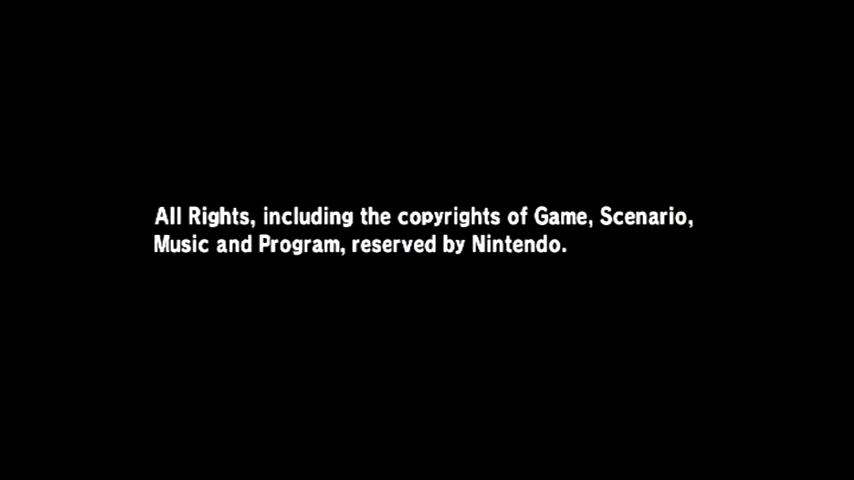 All Rights, including the copyrights of Game, Scenario,
Music and Program, reserved by Nintendo.